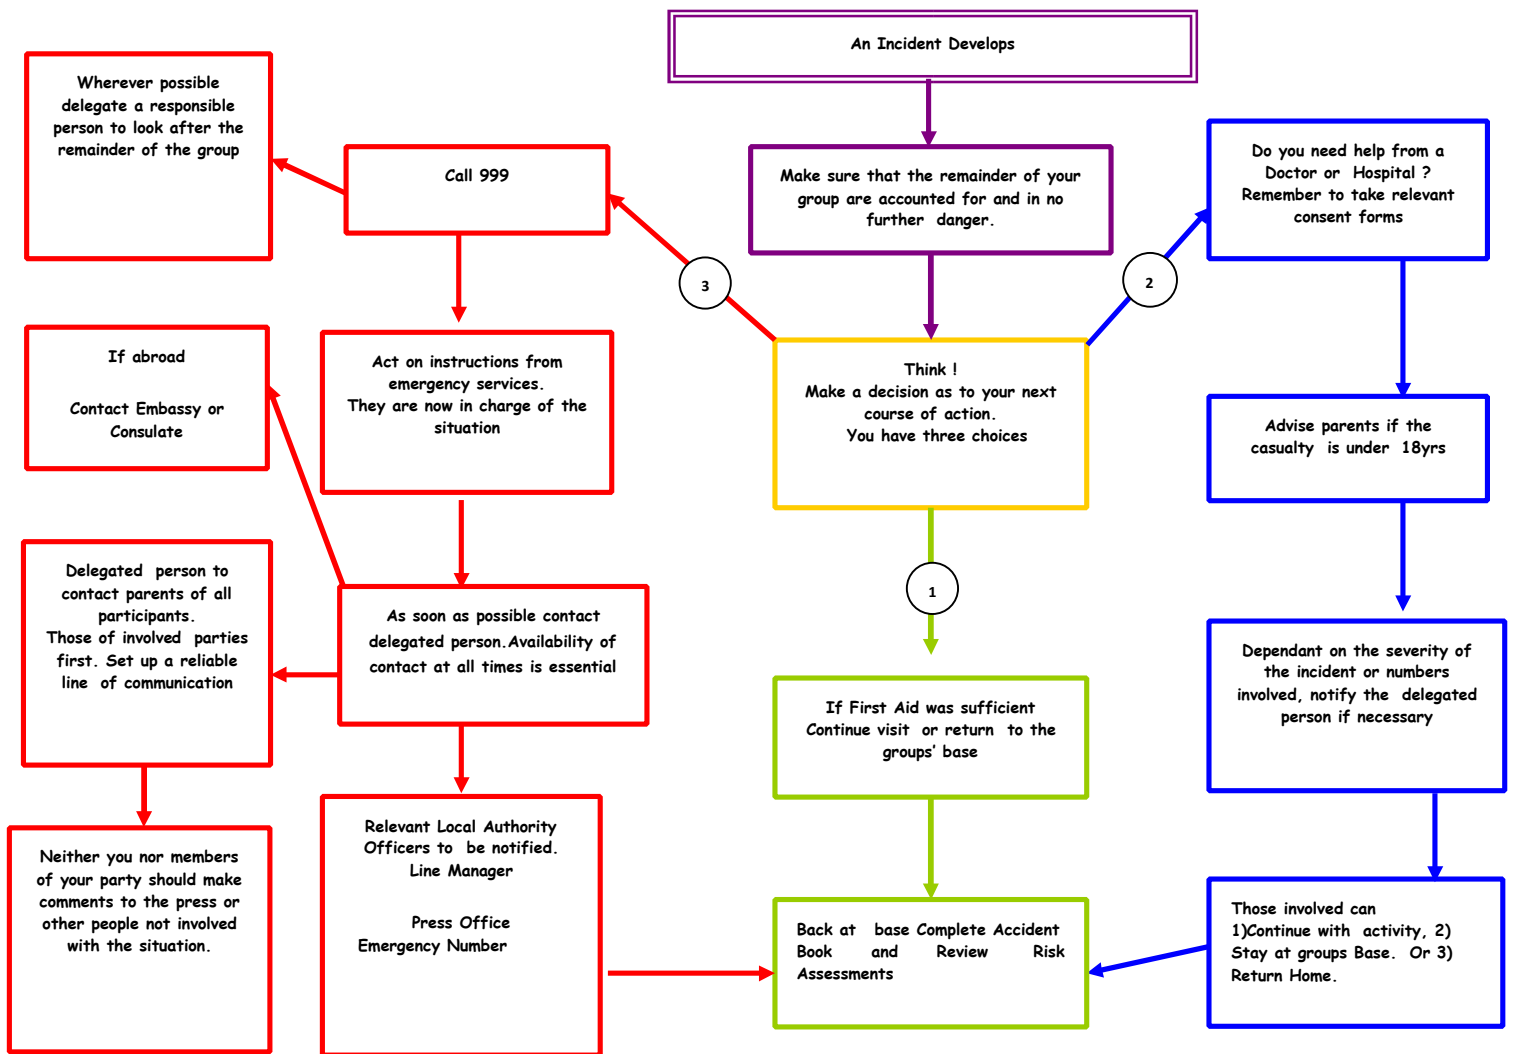 An Incident Develops
Make sure that the remainder of your
group are accounted for and in no
further danger.
Think !
Make a decision as to your next
course of action.
You have three choices
1
If First Aid was sufficient
Continue visit or return to the
groups' base
Back at base Complete Accident
Book and Review Risk
Assessments
2
Do you need help from a
Doctor or Hospital ?
Remember to take relevant
consent forms
Advise parents if the
casualty is under 18yrs
Dependant on the severity of
the incident or numbers
involved, notify the delegated
person if necessary
Those involved can
1)Continue with activity, 2)
Stay at groups Base. Or 3)
Return Home.
3
Call 999
Wherever possible
delegate a responsible
person to look after the
remainder of the group
Act on instructions from
emergency services.
They are now in charge of the
situation
As soon as possible contact
delegated person.Availability of
contact at all times is essential
If abroad
Contact Embassy or
Consulate
Delegated person to
contact parents of all
participants.
Those of involved parties
first. Set up a reliable
line of communication
Neither you nor members
of your party should make
comments to the press or
other people not involved
with the situation.
Relevant Local Authority
Officers to be notified.
Line Manager
Press Office
Emergency Number